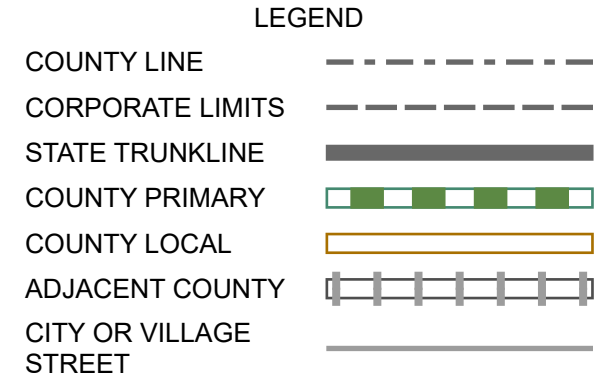 LEGEND
COUNTY LINE
CORPORATE LIMITS
STATE TRUNKLINE
COUNTY PRIMARY
COUNTY LOCAL
ADJACENT COUNTY
CITY OR VILLAGE
STREET